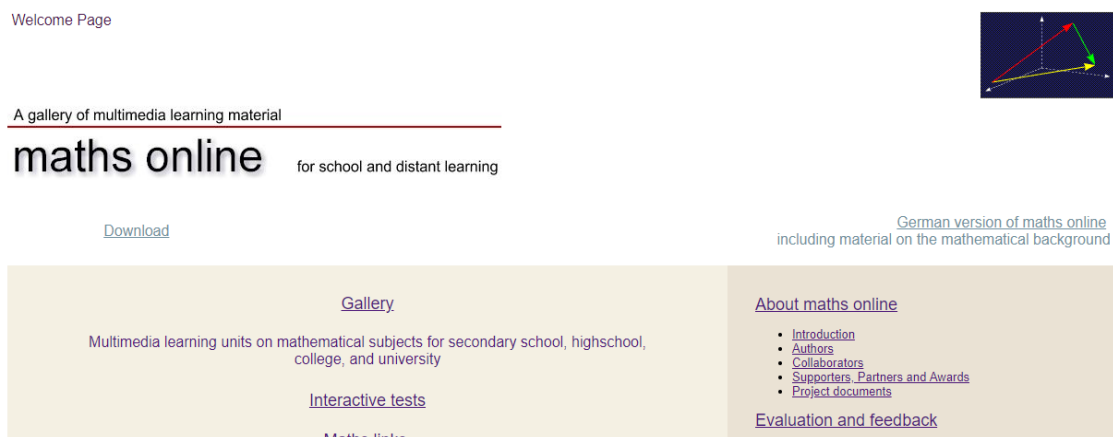 Welcome Page
A gallery of multimedia learning material
maths online
for school and distant learning
Download
German version of maths online
including material on the mathematical background
Gallery
Multimedia learning units on mathematical subjects for secondary school, highschool,
college, and university
Interactive tests
Maths links
About maths online
Introduction
Authors
Collaborators
Supporters, Partners and Awards
Project documents
Evaluation and feedback